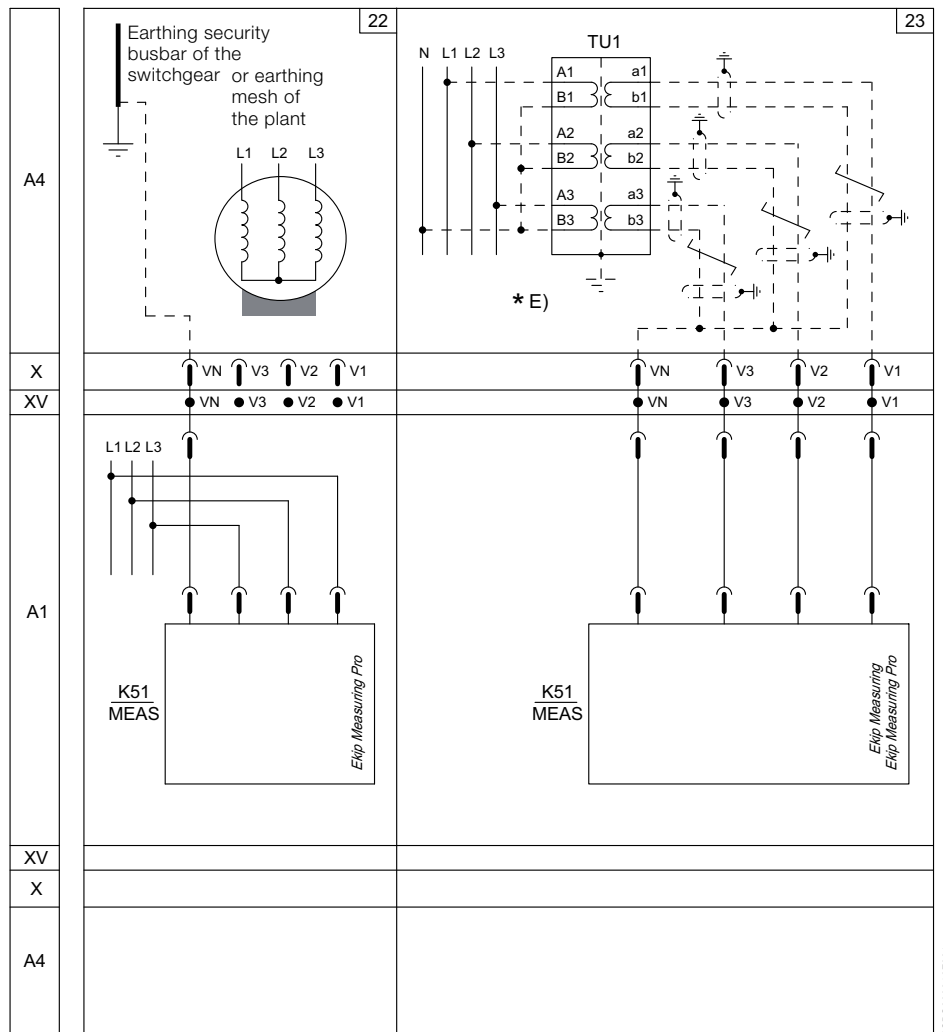 22
23
Earthing security
busbar of the
switchgear or earthing
mesh of
the plant
L1 L2 L3
N L1 L2 L3
TU1
A1 a1
B1 b1
A2 a2
B2 b2
A3 a3
B3 b3
* E)
A4
X
VN V3 V2 V1
VN V3 V2 V1
XV
VN V3 V2 V1
VN V3 V2 V1
L1 L2 L3
A1
K51
MEAS
Ekip Measuring Pro
K51
MEAS
Ekip Measuring
Ekip Measuring Pro
XV
X
A4